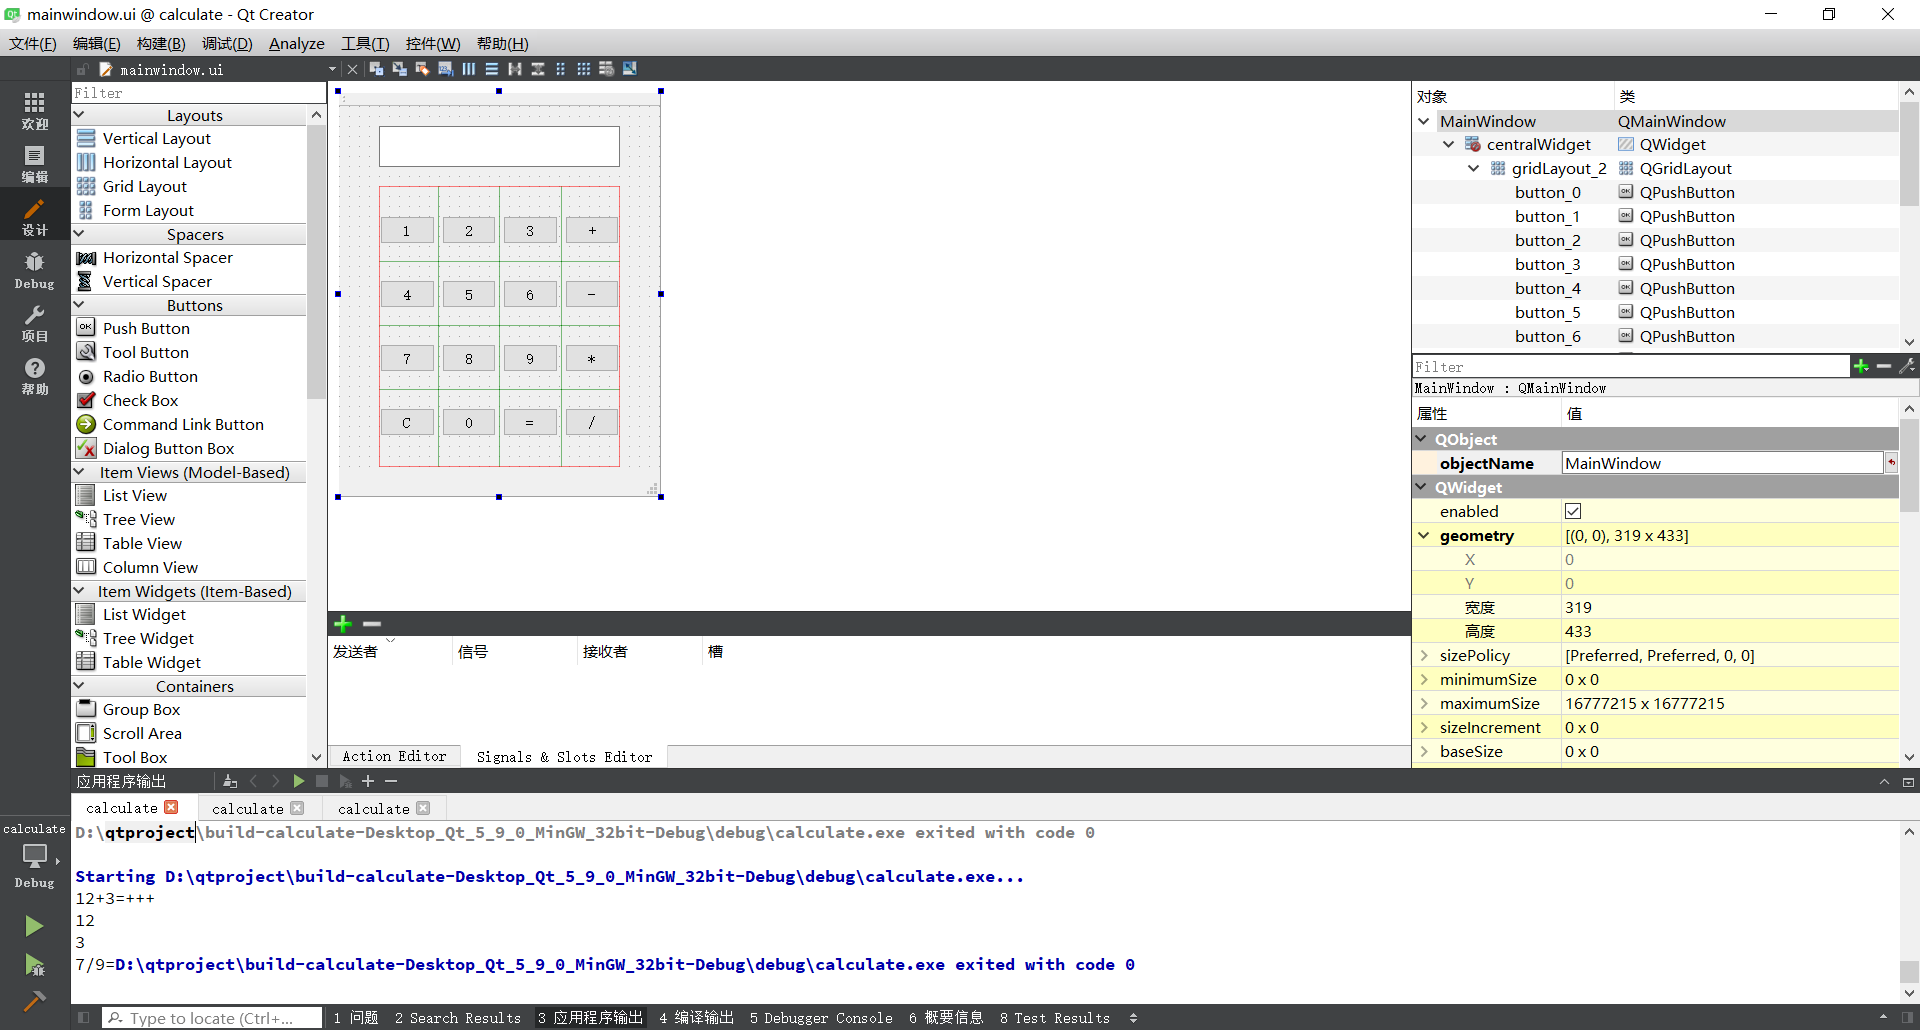 mainwindow.ui @ calculate - Qt Creator
文件(F) 编辑(E) 构建(B) 调试(D) Analyze 工具(T) 控件(W) 帮助(H)
mainwindow.ui
欢迎
编辑
设计
Debug
项目
帮助
calculate
Debug
Filter
Layouts
Vertical Layout
Horizontal Layout
Grid Layout
Form Layout
Spacers
Horizontal Spacer
Vertical Spacer
Buttons
Push Button
Tool Button
Radio Button
Check Box
Command Link Button
Dialog Button Box
Item Views (Model-Based)
List View
Tree View
Table View
Column View
Item Widgets (Item-Based)
List Widget
Tree Widget
Table Widget
Containers
Group Box
Scroll Area
Tool Box
1 2 3 +
4 5 6 -
7 8 9 *
C 0 = /
发送者 信号 接收者 槽
Action Editor Signals & Slots Editor
对象 类
MainWindow QMainWindow
centralWidget QWidget
gridLayout_2 QGridLayout
button_0 QPushButton
button_1 QPushButton
button_2 QPushButton
button_3 QPushButton
button_4 QPushButton
button_5 QPushButton
button_6 QPushButton
Filter
MainWindow : QMainWindow
属性 值
QObject
objectName MainWindow
QWidget
enabled
geometry [(0, 0), 319 x 433]
X 0
Y 0
宽度 319
高度 433
sizePolicy [Preferred, Preferred, 0, 0]
minimumSize 0 x 0
maximumSize 16777215 x 16777215
sizeIncrement 0 x 0
baseSize 0 x 0
应用程序输出
calculate calculate calculate
D:\qtproject\build-calculate-Desktop_Qt_5_9_0_MinGW_32bit-Debug\debug\calculate.exe exited with code 0
Starting D:\qtproject\build-calculate-Desktop_Qt_5_9_0_MinGW_32bit-Debug\debug\calculate.exe...
12+3=+++
12
3
7/9=D:\qtproject\build-calculate-Desktop_Qt_5_9_0_MinGW_32bit-Debug\debug\calculate.exe exited with code 0
Type to locate (Ctrl+... 1 问题 2 Search Results 3 应用程序输出 4 编译输出 5 Debugger Console 6 概要信息 8 Test Results